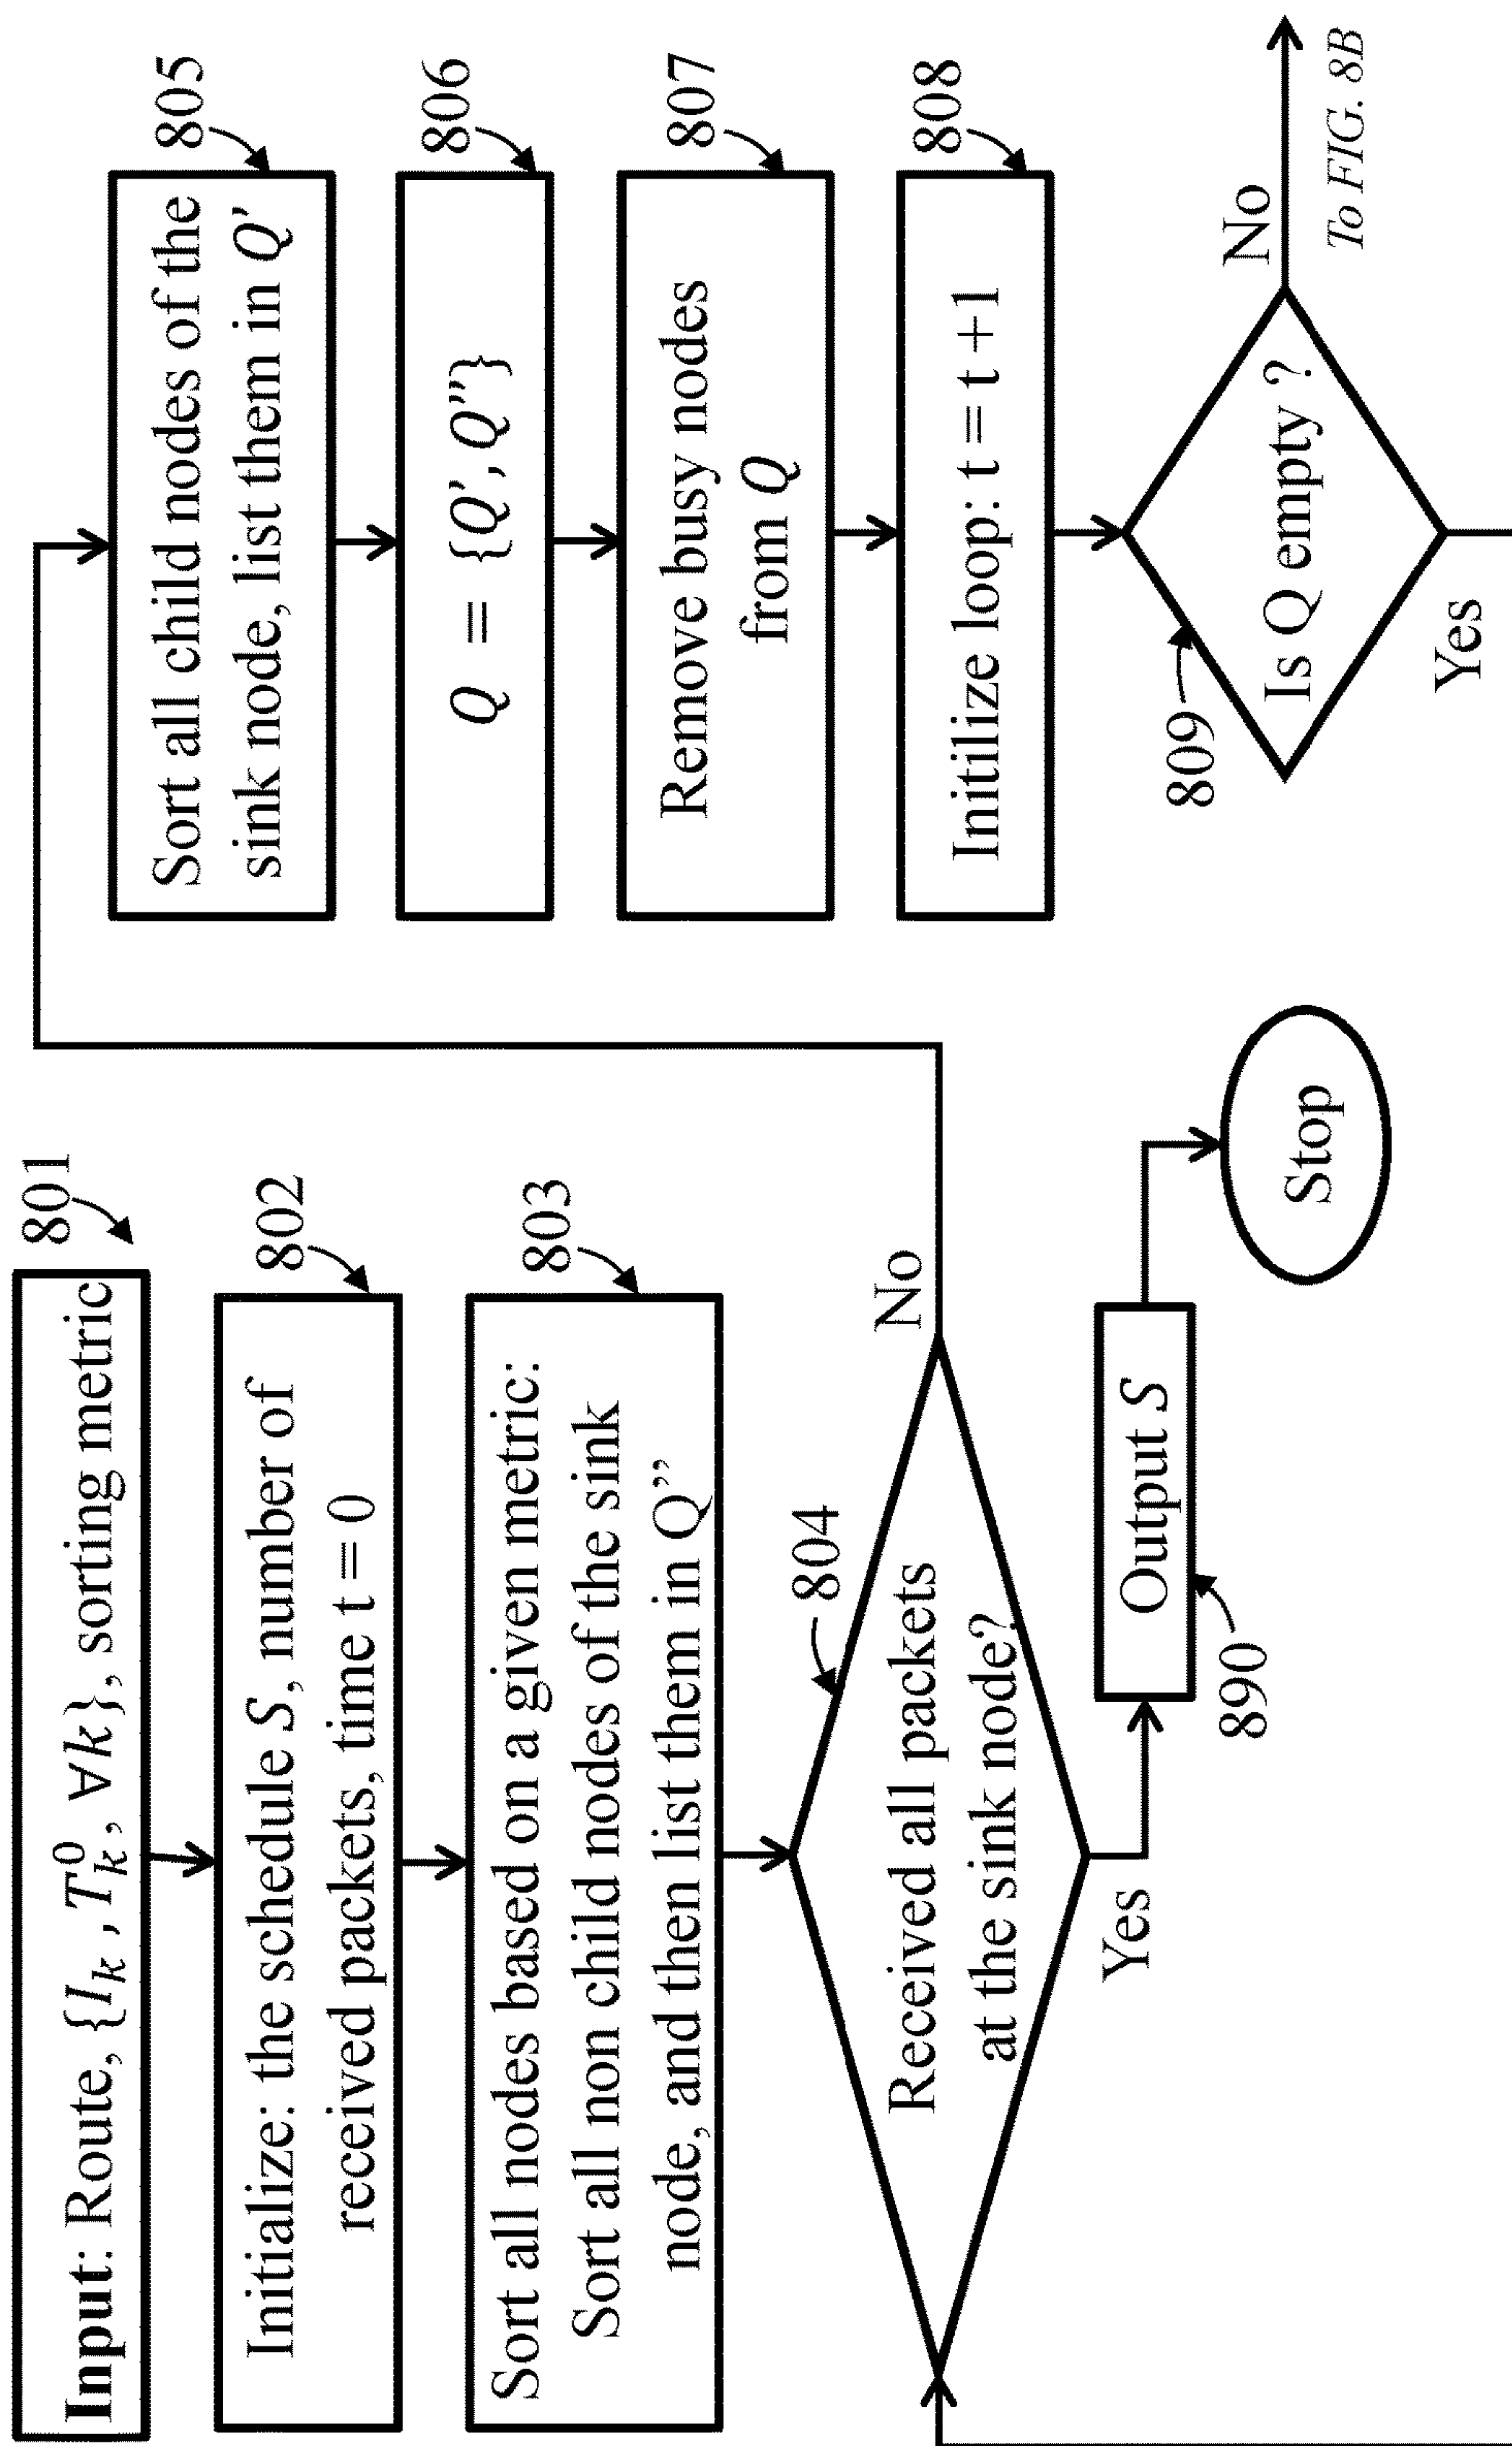 801
Input: Route, {I_k, T_k^0, ∀k}, sorting metric
802
Initialize: the schedule S, number of
received packets, time t = 0
803
Sort all nodes based on a given metric:
Sort all non child nodes of the sink
node, and then list them in Q”
804
Received all packets
at the sink node?
No
Yes
Output S
890
Stop
805
Sort all child nodes of the
sink node, list them in Q'
806
Q = {Q',Q''}
807
Remove busy nodes
from Q
808
Initilize loop: t = t +1
809
Is Q empty ?
No
To FIG. 8B
Yes